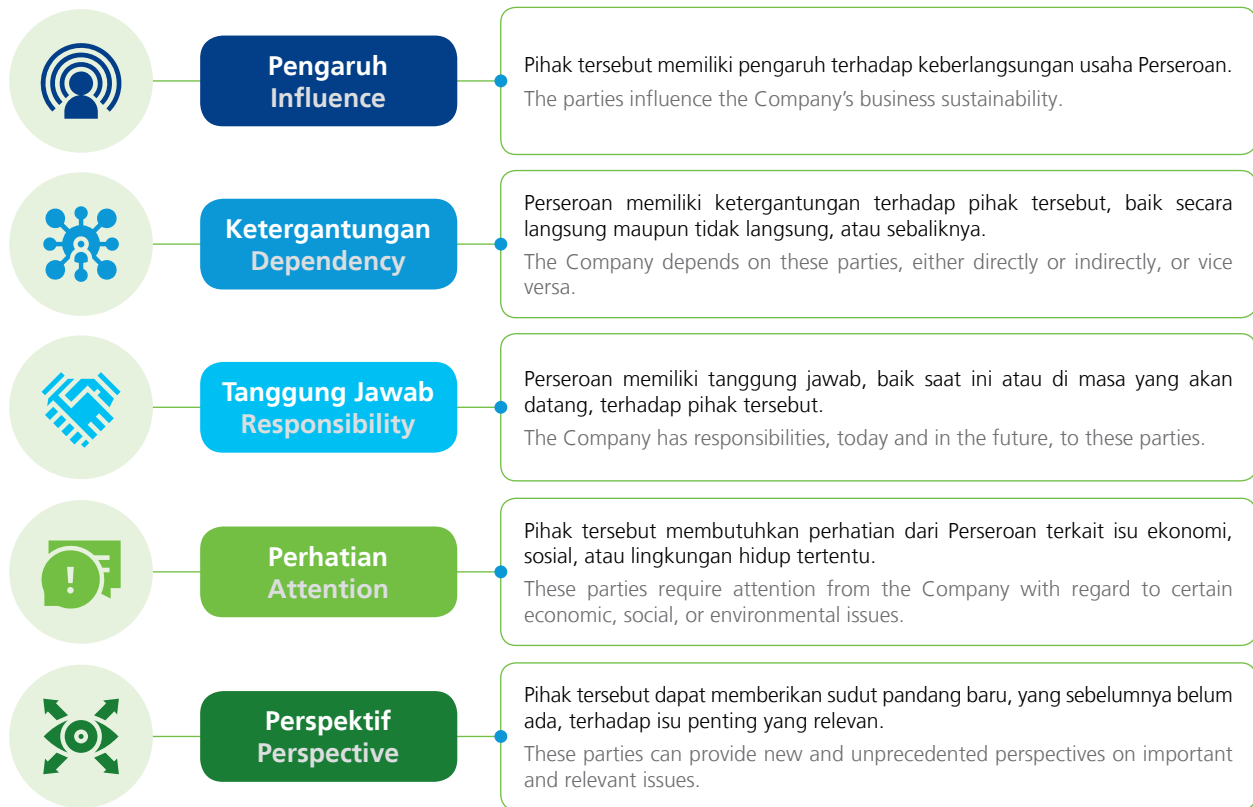 Pengaruh
Influence
Pihak tersebut memiliki pengaruh terhadap keberlangsungan usaha Perseroan.
The parties influence the Company’s business sustainability.
Ketergantungan
Dependency
Perseroan memiliki ketergantungan terhadap pihak tersebut, baik secara
langsung maupun tidak langsung, atau sebaliknya.
The Company depends on these parties, either directly or indirectly, or vice
versa.
Tanggung Jawab
Responsibility
Perseroan memiliki tanggung jawab, baik saat ini atau di masa yang akan
datang, terhadap pihak tersebut.
The Company has responsibilities, today and in the future, to these parties.
Perhatian
Attention
Pihak tersebut membutuhkan perhatian dari Perseroan terkait isu ekonomi,
sosial, atau lingkungan hidup tertentu.
These parties require attention from the Company with regard to certain
economic, social, or environmental issues.
Perspektif
Perspective
Pihak tersebut dapat memberikan sudut pandang baru, yang sebelumnya belum
ada, terhadap isu penting yang relevan.
These parties can provide new and unprecedented perspectives on important
and relevant issues.